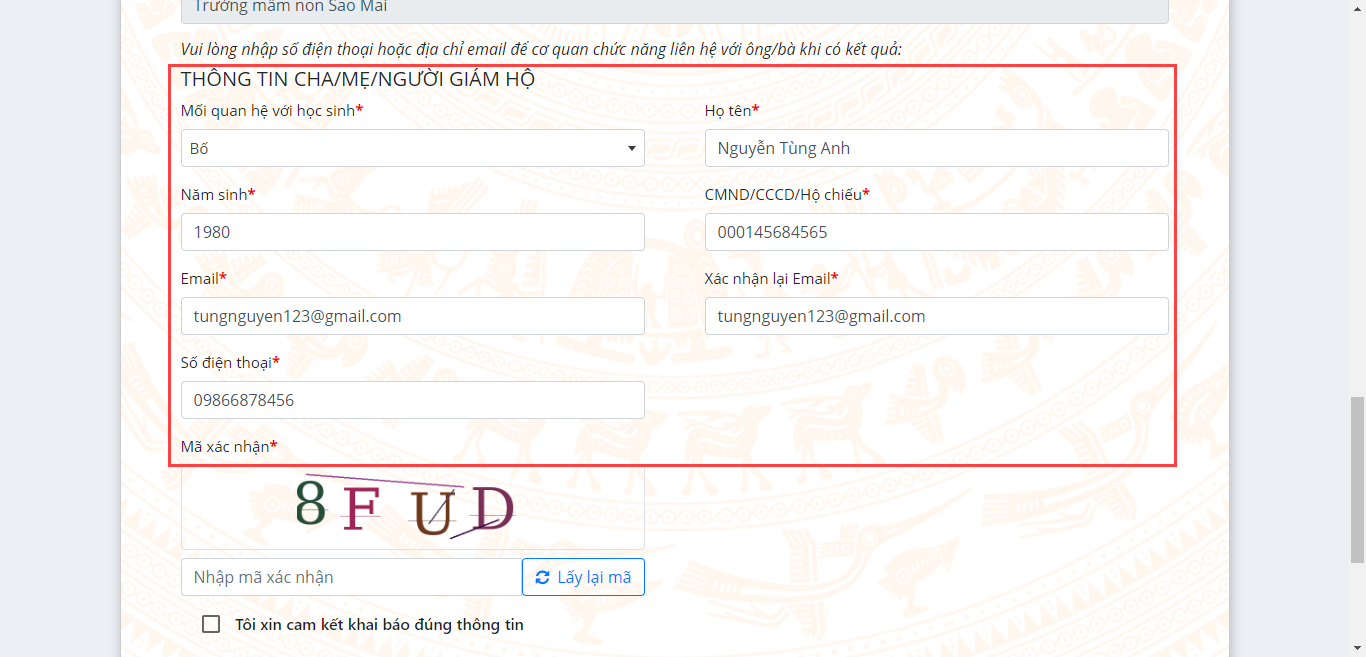 Trường mầm non Sao Mai
Vui lòng nhập số điện thoại hoặc địa chỉ email để cơ quan chức năng liên hệ với ông/bà khi có kết quả:
THÔNG TIN CHA/MẸ/NGƯỜI GIÁM HỘ
Mối quan hệ với học sinh* Họ tên*
Bố Nguyễn Tùng Anh
Năm sinh* CMND/CCCD/Hộ chiếu*
1980 000145684565
Email* Xác nhận lại Email*
tungnguyen123@gmail.com tungnguyen123@gmail.com
Số điện thoại*
09866878456
Mã xác nhận*
8 F U D
Nhập mã xác nhận Lấy lại mã
Tôi xin cam kết khai báo đúng thông tin